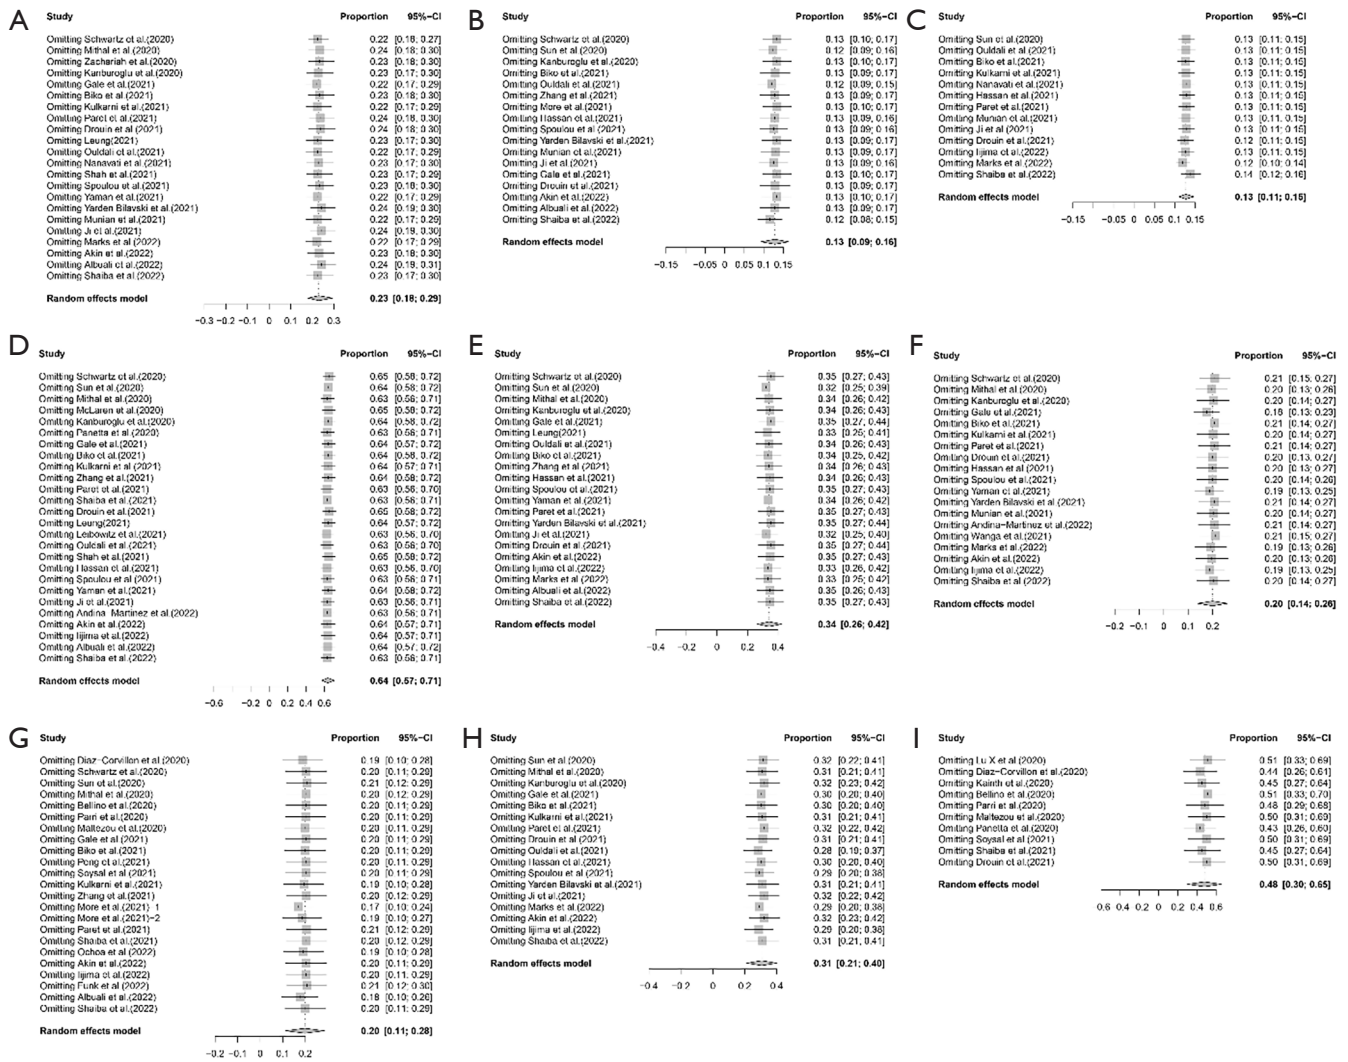 A
Study Proportion 95%-CI
Omitting Schwartz et al.(2020) 0.22 [0.18; 0.27]
Omitting Mithal et al.(2020) 0.24 [0.18; 0.30]
Omitting Zachariah et al.(2020) 0.23 [0.18; 0.30]
Omitting Kanburoglu et al.(2020) 0.23 [0.17; 0.30]
Omitting Gale et al.(2021) 0.22 [0.17; 0.29]
Omitting Biko et al.(2021) 0.23 [0.18; 0.30]
Omitting Kulkarni et al.(2021) 0.22 [0.17; 0.29]
Omitting Paret et al.(2021) 0.24 [0.18; 0.30]
Omitting Drouin et al.(2021) 0.24 [0.18; 0.30]
Omitting Leung(2021) 0.23 [0.17; 0.30]
Omitting Ouldali et al.(2021) 0.22 [0.17; 0.29]
Omitting Nanavati et al.(2021) 0.23 [0.17; 0.30]
Omitting Shah et al.(2021) 0.23 [0.17; 0.29]
Omitting Spoulou et al.(2021) 0.23 [0.18; 0.30]
Omitting Yaman et al.(2021) 0.22 [0.17; 0.29]
Omitting Yarden Bilavski et al.(2021) 0.24 [0.19; 0.30]
Omitting Munian et al.(2021) 0.22 [0.17; 0.29]
Omitting Ji et al.(2021) 0.24 [0.19; 0.30]
Omitting Marks et al.(2022) 0.22 [0.17; 0.29]
Omitting Akin et al.(2022) 0.23 [0.18; 0.30]
Omitting Albuali et al.(2022) 0.24 [0.19; 0.31]
Omitting Shaiba et al.(2022) 0.23 [0.17; 0.30]
Random effects model 0.23 [0.18; 0.29]
−0.3 −0.2 −0.1 0 0.1 0.2 0.3
B
Study Proportion 95%-CI
Omitting Schwartz et al.(2020) 0.13 [0.10; 0.17]
Omitting Sun et al.(2020) 0.12 [0.09; 0.16]
Omitting Kanburoglu et al.(2020) 0.13 [0.10; 0.17]
Omitting Biko et al.(2021) 0.13 [0.09; 0.17]
Omitting Ouldali et al.(2021) 0.12 [0.09; 0.15]
Omitting Zhang et al.(2021) 0.13 [0.09; 0.17]
Omitting More et al.(2021) 0.13 [0.10; 0.17]
Omitting Hassan et al.(2021) 0.13 [0.09; 0.16]
Omitting Spoulou et al.(2021) 0.13 [0.09; 0.16]
Omitting Yarden Bilavski et al.(2021) 0.13 [0.09; 0.17]
Omitting Munian et al.(2021) 0.13 [0.09; 0.17]
Omitting Ji et al.(2021) 0.13 [0.09; 0.16]
Omitting Gale et al.(2021) 0.13 [0.10; 0.17]
Omitting Drouin et al.(2021) 0.13 [0.09; 0.17]
Omitting Akin et al.(2022) 0.13 [0.10; 0.17]
Omitting Albuali et al.(2022) 0.13 [0.09; 0.17]
Omitting Shaiba et al.(2022) 0.12 [0.08; 0.15]
Random effects model 0.13 [0.09; 0.16]
−0.15 −0.05 0 0.05 0.1 0.15
C
Study Proportion 95%-CI
Omitting Sun et al.(2020) 0.13 [0.11; 0.15]
Omitting Ouldali et al.(2021) 0.13 [0.11; 0.15]
Omitting Biko et al.(2021) 0.13 [0.11; 0.15]
Omitting Kulkarni et al.(2021) 0.13 [0.11; 0.15]
Omitting Nanavati et al.(2021) 0.13 [0.11; 0.15]
Omitting Hassan et al.(2021) 0.13 [0.11; 0.15]
Omitting Paret et al.(2021) 0.13 [0.11; 0.15]
Omitting Munian et al.(2021) 0.13 [0.11; 0.15]
Omitting Ji et al.(2021) 0.13 [0.11; 0.15]
Omitting Drouin et al.(2021) 0.12 [0.11; 0.15]
Omitting Iijima et al.(2022) 0.13 [0.11; 0.15]
Omitting Marks et al.(2022) 0.12 [0.10; 0.14]
Omitting Shaiba et al.(2022) 0.14 [0.12; 0.16]
Random effects model 0.13 [0.11; 0.15]
−0.15 −0.05 0 0.05 0.1 0.15
D
Study Proportion 95%-CI
Omitting Schwartz et al.(2020) 0.65 [0.58; 0.72]
Omitting Sun et al.(2020) 0.64 [0.58; 0.72]
Omitting Mithal et al.(2020) 0.63 [0.56; 0.71]
Omitting McLaren et al.(2020) 0.65 [0.58; 0.72]
Omitting Kanburoglu et al.(2020) 0.64 [0.58; 0.72]
Omitting Panetta et al.(2020) 0.63 [0.56; 0.71]
Omitting Gale et al.(2021) 0.64 [0.57; 0.72]
Omitting Biko et al.(2021) 0.64 [0.58; 0.72]
Omitting Kulkarni et al.(2021) 0.64 [0.57; 0.71]
Omitting Zhang et al.(2021) 0.64 [0.58; 0.72]
Omitting Paret et al.(2021) 0.63 [0.56; 0.70]
Omitting Shaiba et al.(2021) 0.63 [0.56; 0.71]
Omitting Drouin et al.(2021) 0.65 [0.58; 0.72]
Omitting Leung(2021) 0.64 [0.57; 0.72]
Omitting Leibowitz et al.(2021) 0.63 [0.56; 0.70]
Omitting Ouldali et al.(2021) 0.63 [0.56; 0.70]
Omitting Shah et al.(2021) 0.65 [0.58; 0.72]
Omitting Hassan et al.(2021) 0.63 [0.56; 0.70]
Omitting Spoulou et al.(2021) 0.63 [0.56; 0.71]
Omitting Yaman et al.(2021) 0.64 [0.58; 0.72]
Omitting Ji et al.(2021) 0.63 [0.56; 0.71]
Omitting Andina−Martinez et al.(2022) 0.63 [0.56; 0.71]
Omitting Akin et al.(2022) 0.64 [0.57; 0.71]
Omitting Iijima et al.(2022) 0.64 [0.57; 0.71]
Omitting Albuali et al.(2022) 0.64 [0.57; 0.72]
Omitting Shaiba et al.(2022) 0.63 [0.56; 0.71]
Random effects model 0.64 [0.57; 0.71]
−0.6 −0.2 0 0.2 0.4 0.6
E
Study Proportion 95%-CI
Omitting Schwartz et al.(2020) 0.35 [0.27; 0.43]
Omitting Sun et al.(2020) 0.32 [0.25; 0.39]
Omitting Mithal et al.(2020) 0.34 [0.26; 0.42]
Omitting Kanburoglu et al.(2020) 0.34 [0.26; 0.43]
Omitting Gale et al.(2021) 0.35 [0.27; 0.44]
Omitting Leung(2021) 0.33 [0.25; 0.41]
Omitting Ouldali et al.(2021) 0.34 [0.26; 0.43]
Omitting Biko et al.(2021) 0.34 [0.25; 0.42]
Omitting Zhang et al.(2021) 0.34 [0.26; 0.43]
Omitting Hassan et al.(2021) 0.34 [0.26; 0.43]
Omitting Spoulou et al.(2021) 0.35 [0.27; 0.43]
Omitting Yaman et al.(2021) 0.34 [0.26; 0.42]
Omitting Paret et al.(2021) 0.35 [0.27; 0.43]
Omitting Yarden Bilavski et al.(2021) 0.35 [0.27; 0.44]
Omitting Ji et al.(2021) 0.32 [0.25; 0.40]
Omitting Drouin et al.(2021) 0.35 [0.27; 0.44]
Omitting Akin et al.(2022) 0.35 [0.27; 0.43]
Omitting Iijima et al.(2022) 0.33 [0.26; 0.42]
Omitting Marks et al.(2022) 0.33 [0.25; 0.42]
Omitting Albuali et al.(2022) 0.35 [0.26; 0.43]
Omitting Shaiba et al.(2022) 0.35 [0.27; 0.43]
Random effects model 0.34 [0.26; 0.42]
−0.4 −0.2 0 0.2 0.4
F
Study Proportion 95%-CI
Omitting Schwartz et al.(2020) 0.21 [0.15; 0.27]
Omitting Mithal et al.(2020) 0.20 [0.13; 0.26]
Omitting Kanburoglu et al.(2020) 0.20 [0.14; 0.27]
Omitting Gale et al.(2021) 0.18 [0.13; 0.23]
Omitting Biko et al.(2021) 0.21 [0.14; 0.27]
Omitting Kulkarni et al.(2021) 0.20 [0.14; 0.27]
Omitting Paret et al.(2021) 0.21 [0.14; 0.27]
Omitting Drouin et al.(2021) 0.20 [0.13; 0.27]
Omitting Hassan et al.(2021) 0.20 [0.13; 0.27]
Omitting Spoulou et al.(2021) 0.20 [0.14; 0.26]
Omitting Yaman et al.(2021) 0.19 [0.13; 0.25]
Omitting Yarden Bilavski et al.(2021) 0.21 [0.14; 0.27]
Omitting Munian et al.(2021) 0.20 [0.14; 0.27]
Omitting Andina−Martinez et al.(2022) 0.21 [0.14; 0.27]
Omitting Wanga et al.(2021) 0.21 [0.15; 0.27]
Omitting Marks et al.(2022) 0.19 [0.13; 0.26]
Omitting Akin et al.(2022) 0.20 [0.13; 0.26]
Omitting Iijima et al.(2022) 0.19 [0.13; 0.25]
Omitting Shaiba et al.(2022) 0.20 [0.14; 0.27]
Random effects model 0.20 [0.14; 0.26]
−0.2 −0.1 0 0.1 0.2
G
Study Proportion 95%-CI
Omitting Diaz−Corvillon et al.(2020) 0.19 [0.10; 0.28]
Omitting Schwartz et al.(2020) 0.20 [0.11; 0.29]
Omitting Sun et al.(2020) 0.21 [0.12; 0.29]
Omitting Mithal et al.(2020) 0.20 [0.12; 0.29]
Omitting Bellino et al.(2020) 0.20 [0.11; 0.29]
Omitting Parri et al.(2020) 0.20 [0.11; 0.29]
Omitting Maltezou et al.(2020) 0.20 [0.11; 0.29]
Omitting Gale et al.(2021) 0.20 [0.11; 0.29]
Omitting Biko et al.(2021) 0.20 [0.11; 0.29]
Omitting Peng et al.(2021) 0.20 [0.11; 0.29]
Omitting Soysal et al.(2021) 0.20 [0.11; 0.29]
Omitting Kulkarni et al.(2021) 0.19 [0.10; 0.28]
Omitting Zhang et al.(2021) 0.20 [0.12; 0.29]
Omitting More et al.(2021)−1 0.17 [0.10; 0.24]
Omitting More et al.(2021)−2 0.19 [0.10; 0.27]
Omitting Paret et al.(2021) 0.21 [0.12; 0.29]
Omitting Shaiba et al.(2021) 0.20 [0.12; 0.29]
Omitting Ochoa et al.(2022) 0.19 [0.10; 0.28]
Omitting Akin et al.(2022) 0.20 [0.11; 0.29]
Omitting Iijima et al.(2022) 0.20 [0.11; 0.29]
Omitting Funk et al.(2022) 0.21 [0.12; 0.30]
Omitting Albuali et al.(2022) 0.18 [0.10; 0.26]
Omitting Shaiba et al.(2022) 0.20 [0.11; 0.29]
Random effects model 0.20 [0.11; 0.28]
−0.2 −0.1 0 0.1 0.2
H
Study Proportion 95%-CI
Omitting Sun et al.(2020) 0.32 [0.22; 0.41]
Omitting Mithal et al.(2020) 0.31 [0.21; 0.41]
Omitting Kanburoglu et al.(2020) 0.32 [0.23; 0.42]
Omitting Gale et al.(2021) 0.30 [0.20; 0.40]
Omitting Biko et al.(2021) 0.30 [0.20; 0.40]
Omitting Kulkarni et al.(2021) 0.31 [0.21; 0.41]
Omitting Paret et al.(2021) 0.32 [0.22; 0.42]
Omitting Drouin et al.(2021) 0.31 [0.21; 0.41]
Omitting Ouldali et al.(2021) 0.28 [0.19; 0.37]
Omitting Hassan et al.(2021) 0.30 [0.20; 0.40]
Omitting Spoulou et al.(2021) 0.29 [0.20; 0.38]
Omitting Yarden Bilavski et al.(2021) 0.31 [0.21; 0.41]
Omitting Ji et al.(2021) 0.32 [0.22; 0.42]
Omitting Marks et al.(2022) 0.29 [0.20; 0.38]
Omitting Akin et al.(2022) 0.32 [0.23; 0.42]
Omitting Iijima et al.(2022) 0.29 [0.20; 0.38]
Omitting Shaiba et al.(2022) 0.31 [0.21; 0.41]
Random effects model 0.31 [0.21; 0.40]
−0.4 −0.2 0 0.2 0.4
I
Study Proportion 95%-CI
Omitting Lu X et al.(2020) 0.51 [0.33; 0.69]
Omitting Diaz−Corvillon et al.(2020) 0.44 [0.26; 0.61]
Omitting Kainth et al.(2020) 0.45 [0.27; 0.64]
Omitting Bellino et al.(2020) 0.51 [0.33; 0.70]
Omitting Parri et al.(2020) 0.48 [0.29; 0.68]
Omitting Maltezou et al.(2020) 0.50 [0.31; 0.69]
Omitting Panetta et al.(2020) 0.43 [0.26; 0.60]
Omitting Soysal et al.(2021) 0.50 [0.31; 0.69]
Omitting Shaiba et al.(2021) 0.45 [0.27; 0.64]
Omitting Drouin et al.(2021) 0.50 [0.31; 0.69]
Random effects model 0.48 [0.30; 0.65]
0.6 0.4 0.2 0 0.2 0.4 0.6